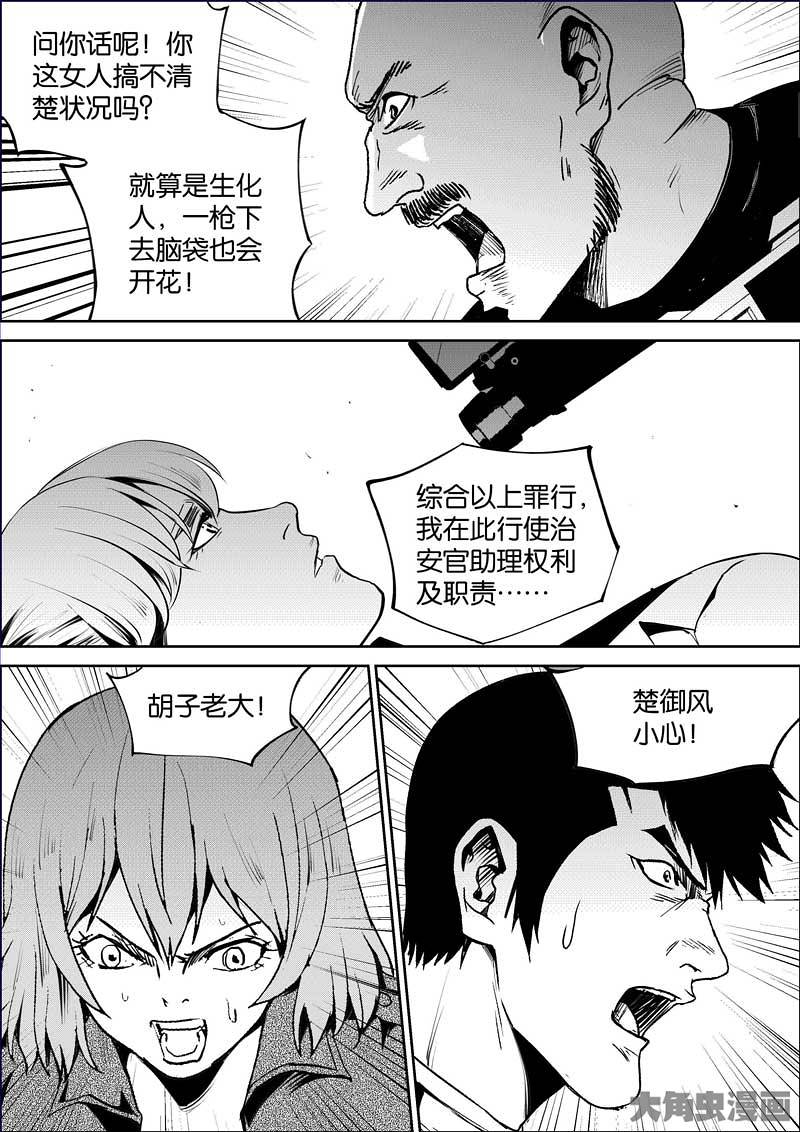 问你话呢！你
这女人搞不清
楚状况吗？
就算是生化
人，一枪下
去脑袋也会
开花！
综合以上罪行，
我在此行使治
安官助理权利
及职责……
胡子老大！
楚御风
小心！
大角虫漫画